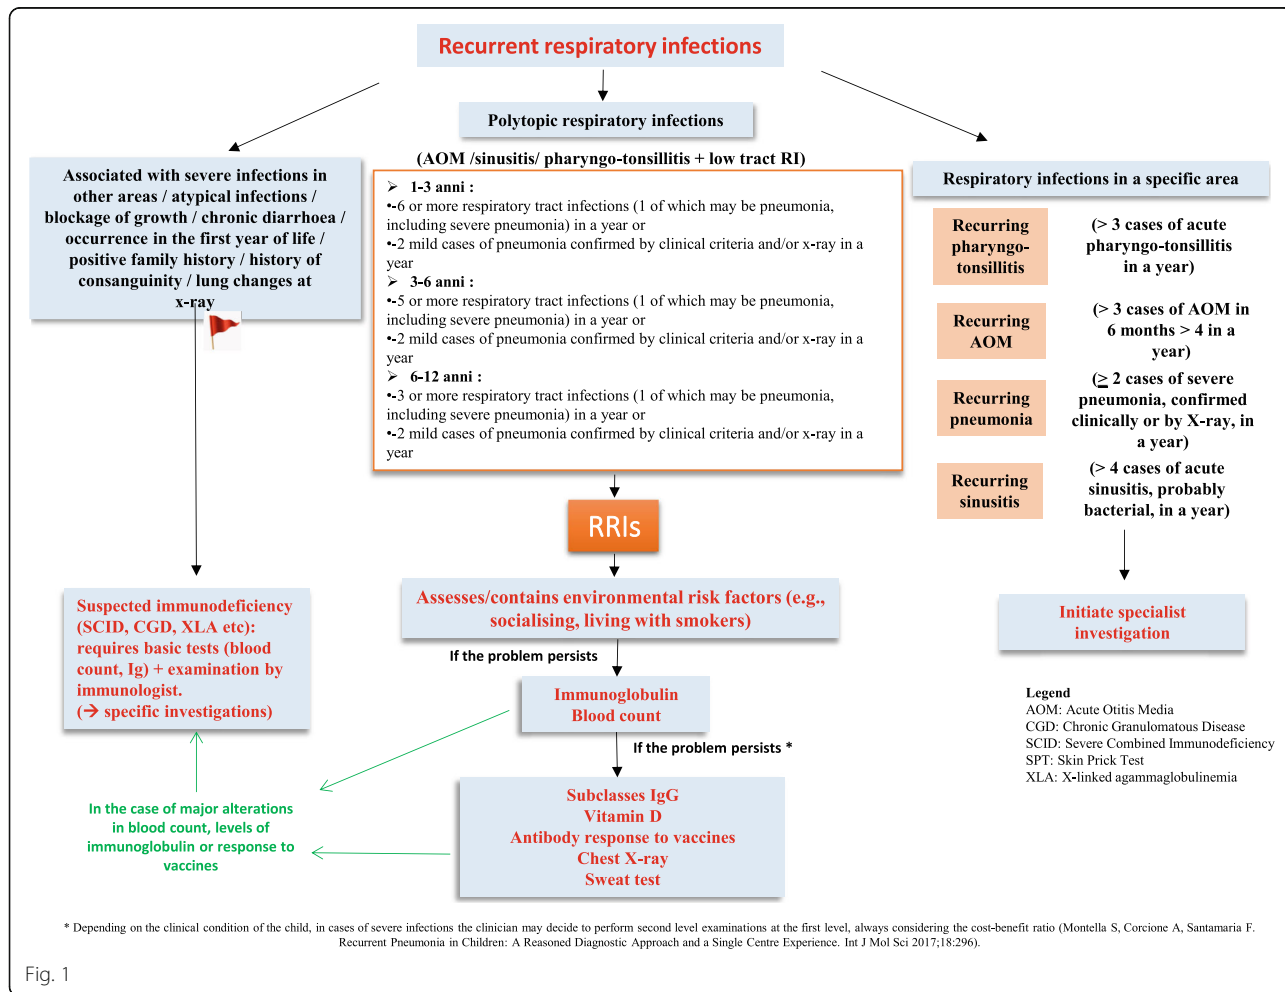 Recurrent respiratory infections
Polytopic respiratory infections
(AOM /sinusitis/ pharyngo-tonsillitis + low tract RI)
Associated with severe infections in
other areas / atypical infections /
blockage of growth / chronic diarrhoea /
occurrence in the first year of life /
positive family history / history of
consanguinity / lung changes at
x-ray
➢ 1-3 anni :
•-6 or more respiratory tract infections (1 of which may be pneumonia,
including severe pneumonia) in a year or
•-2 mild cases of pneumonia confirmed by clinical criteria and/or x-ray in a
year
➢ 3-6 anni :
•-5 or more respiratory tract infections (1 of which may be pneumonia,
including severe pneumonia) in a year or
•-2 mild cases of pneumonia confirmed by clinical criteria and/or x-ray in a
year
➢ 6-12 anni :
•-3 or more respiratory tract infections (1 of which may be pneumonia,
including severe pneumonia) in a year or
•-2 mild cases of pneumonia confirmed by clinical criteria and/or x-ray in a
year
Respiratory infections in a specific area
Recurring
pharyngo-
tonsillitis
(> 3 cases of acute
pharyngo-tonsillitis
in a year)
Recurring
AOM
(> 3 cases of AOM in
6 months > 4 in a
year)
Recurring
pneumonia
(≥ 2 cases of severe
pneumonia, confirmed
clinically or by X-ray, in
a year)
Recurring
sinusitis
(> 4 cases of acute
sinusitis, probably
bacterial, in a year)
RRIs
Assesses/contains environmental risk factors (e.g.,
socialising, living with smokers)
If the problem persists
Immunoglobulin
Blood count
If the problem persists *
Subclasses IgG
Vitamin D
Antibody response to vaccines
Chest X-ray
Sweat test
Suspected immunodeficiency
(SCID, CGD, XLA etc):
requires basic tests (blood
count, Ig) + examination by
immunologist.
(→ specific investigations)
In the case of major alterations
in blood count, levels of
immunoglobulin or response to
vaccines
Initiate specialist
investigation
Legend
AOM: Acute Otitis Media
CGD: Chronic Granulomatous Disease
SCID: Severe Combined Immunodeficiency
SPT: Skin Prick Test
XLA: X-linked agammaglobulinemia
* Depending on the clinical condition of the child, in cases of severe infections the clinician may decide to perform second level examinations at the first level, always considering the cost-benefit ratio (Montella S, Corcione A, Santamaria F.
Recurrent Pneumonia in Children: A Reasoned Diagnostic Approach and a Single Centre Experience. Int J Mol Sci 2017;18:296).
Fig. 1